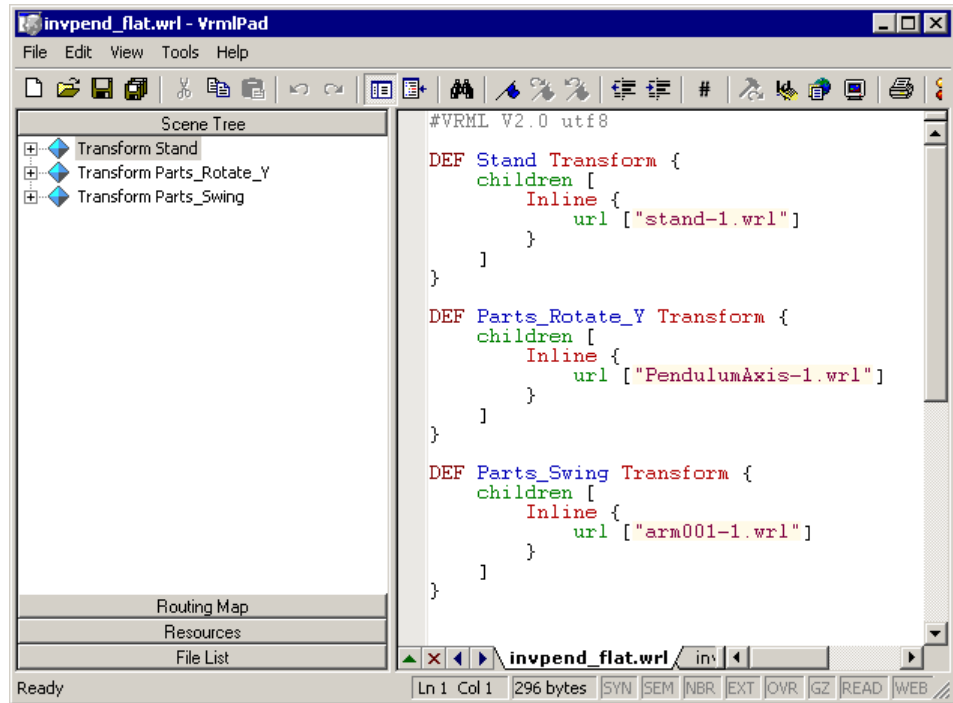 invpend_flat.wrl - VrmlPad
File Edit View Tools Help
#
Scene Tree
Transform Stand
Transform Parts_Rotate_Y
Transform Parts_Swing
Routing Map
Resources
File List
#VRML V2.0 utf8
DEF Stand Transform {
children [
Inline {
url ["stand-1.wrl"]
}
]
}
DEF Parts_Rotate_Y Transform {
children [
Inline {
url ["PendulumAxis-1.wrl"]
}
]
}
DEF Parts_Swing Transform {
children [
Inline {
url ["arm001-1.wrl"]
}
]
}
invpend_flat.wrl
Ready Ln 1 Col 1 296 bytes SYN SEM NBR EXT OVR GZ READ WEB